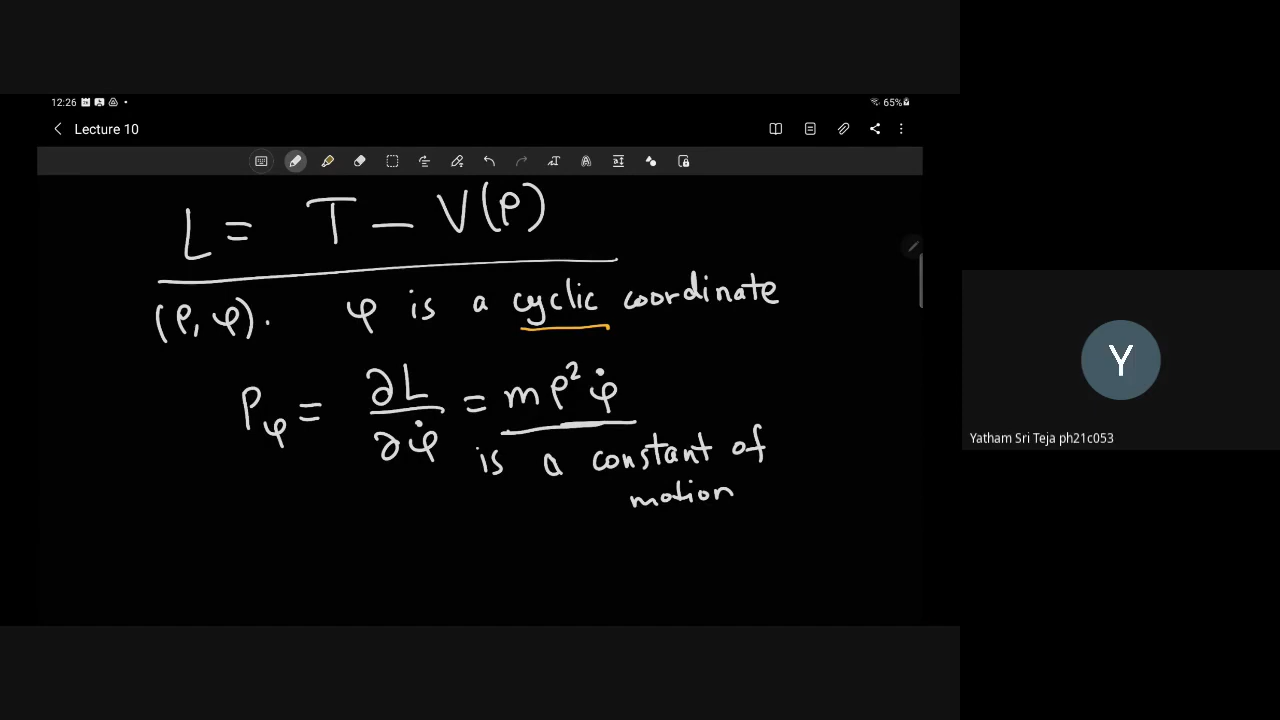 12:26
65%
Lecture 10
L = T – V(ρ)
(ρ, φ). φ is a cyclic coordinate
P_φ = ∂L/∂φ̇ = mρ²φ̇
is a constant of
motion
Y
Yatham Sri Teja ph21c053